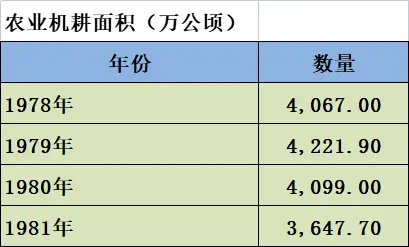 农业机耕面积（万公顷）
年份 数量
1978年 4,067.00
1979年 4,221.90
1980年 4,099.00
1981年 3,647.70